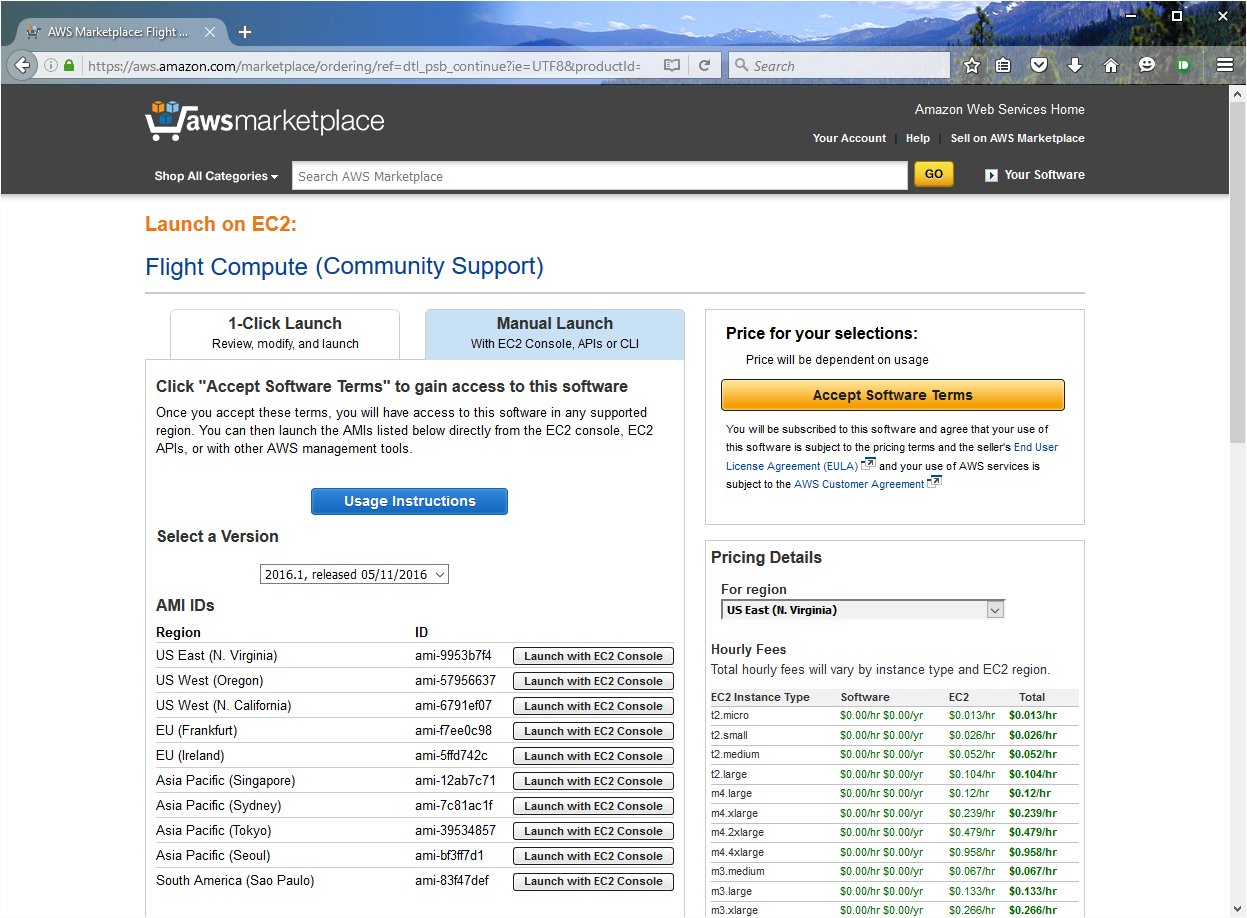 AWS Marketplace: Flight ...
https://aws.amazon.com/marketplace/ordering/ref=dtl_psb_continue?ie=UTF8&productId=
Search
awsmarketplace
Amazon Web Services Home
Your Account | Help | Sell on AWS Marketplace
Shop All Categories
Search AWS Marketplace
GO
Your Software
Launch on EC2:
Flight Compute (Community Support)
1-Click Launch
Review, modify, and launch
Manual Launch
With EC2 Console, APIs or CLI
Click "Accept Software Terms" to gain access to this software
Once you accept these terms, you will have access to this software in any supported
region. You can then launch the AMIs listed below directly from the EC2 console, EC2
APIs, or with other AWS management tools.
Usage Instructions
Select a Version
2016.1, released 05/11/2016
AMI IDs
Region ID
US East (N. Virginia) ami-9953b7f4 Launch with EC2 Console
US West (Oregon) ami-57956637 Launch with EC2 Console
US West (N. California) ami-6791ef07 Launch with EC2 Console
EU (Frankfurt) ami-f7ee0c98 Launch with EC2 Console
EU (Ireland) ami-5ffd742c Launch with EC2 Console
Asia Pacific (Singapore) ami-12ab7c71 Launch with EC2 Console
Asia Pacific (Sydney) ami-7c81ac1f Launch with EC2 Console
Asia Pacific (Tokyo) ami-39534857 Launch with EC2 Console
Asia Pacific (Seoul) ami-bf3ff7d1 Launch with EC2 Console
South America (Sao Paulo) ami-83f47def Launch with EC2 Console
Price for your selections:
Price will be dependent on usage
Accept Software Terms
You will be subscribed to this software and agree that your use of
this software is subject to the pricing terms and the seller's End User
License Agreement (EULA) and your use of AWS services is
subject to the AWS Customer Agreement
Pricing Details
For region
US East (N. Virginia)
Hourly Fees
Total hourly fees will vary by instance type and EC2 region.
EC2 Instance Type Software EC2 Total
t2.micro $0.00/hr $0.00/yr $0.013/hr $0.013/hr
t2.small $0.00/hr $0.00/yr $0.026/hr $0.026/hr
t2.medium $0.00/hr $0.00/yr $0.052/hr $0.052/hr
t2.large $0.00/hr $0.00/yr $0.104/hr $0.104/hr
m4.large $0.00/hr $0.00/yr $0.12/hr $0.12/hr
m4.xlarge $0.00/hr $0.00/yr $0.239/hr $0.239/hr
m4.2xlarge $0.00/hr $0.00/yr $0.479/hr $0.479/hr
m4.4xlarge $0.00/hr $0.00/yr $0.958/hr $0.958/hr
m3.medium $0.00/hr $0.00/yr $0.067/hr $0.067/hr
m3.large $0.00/hr $0.00/yr $0.133/hr $0.133/hr
m3.xlarge $0.00/hr $0.00/yr $0.266/hr $0.266/hr